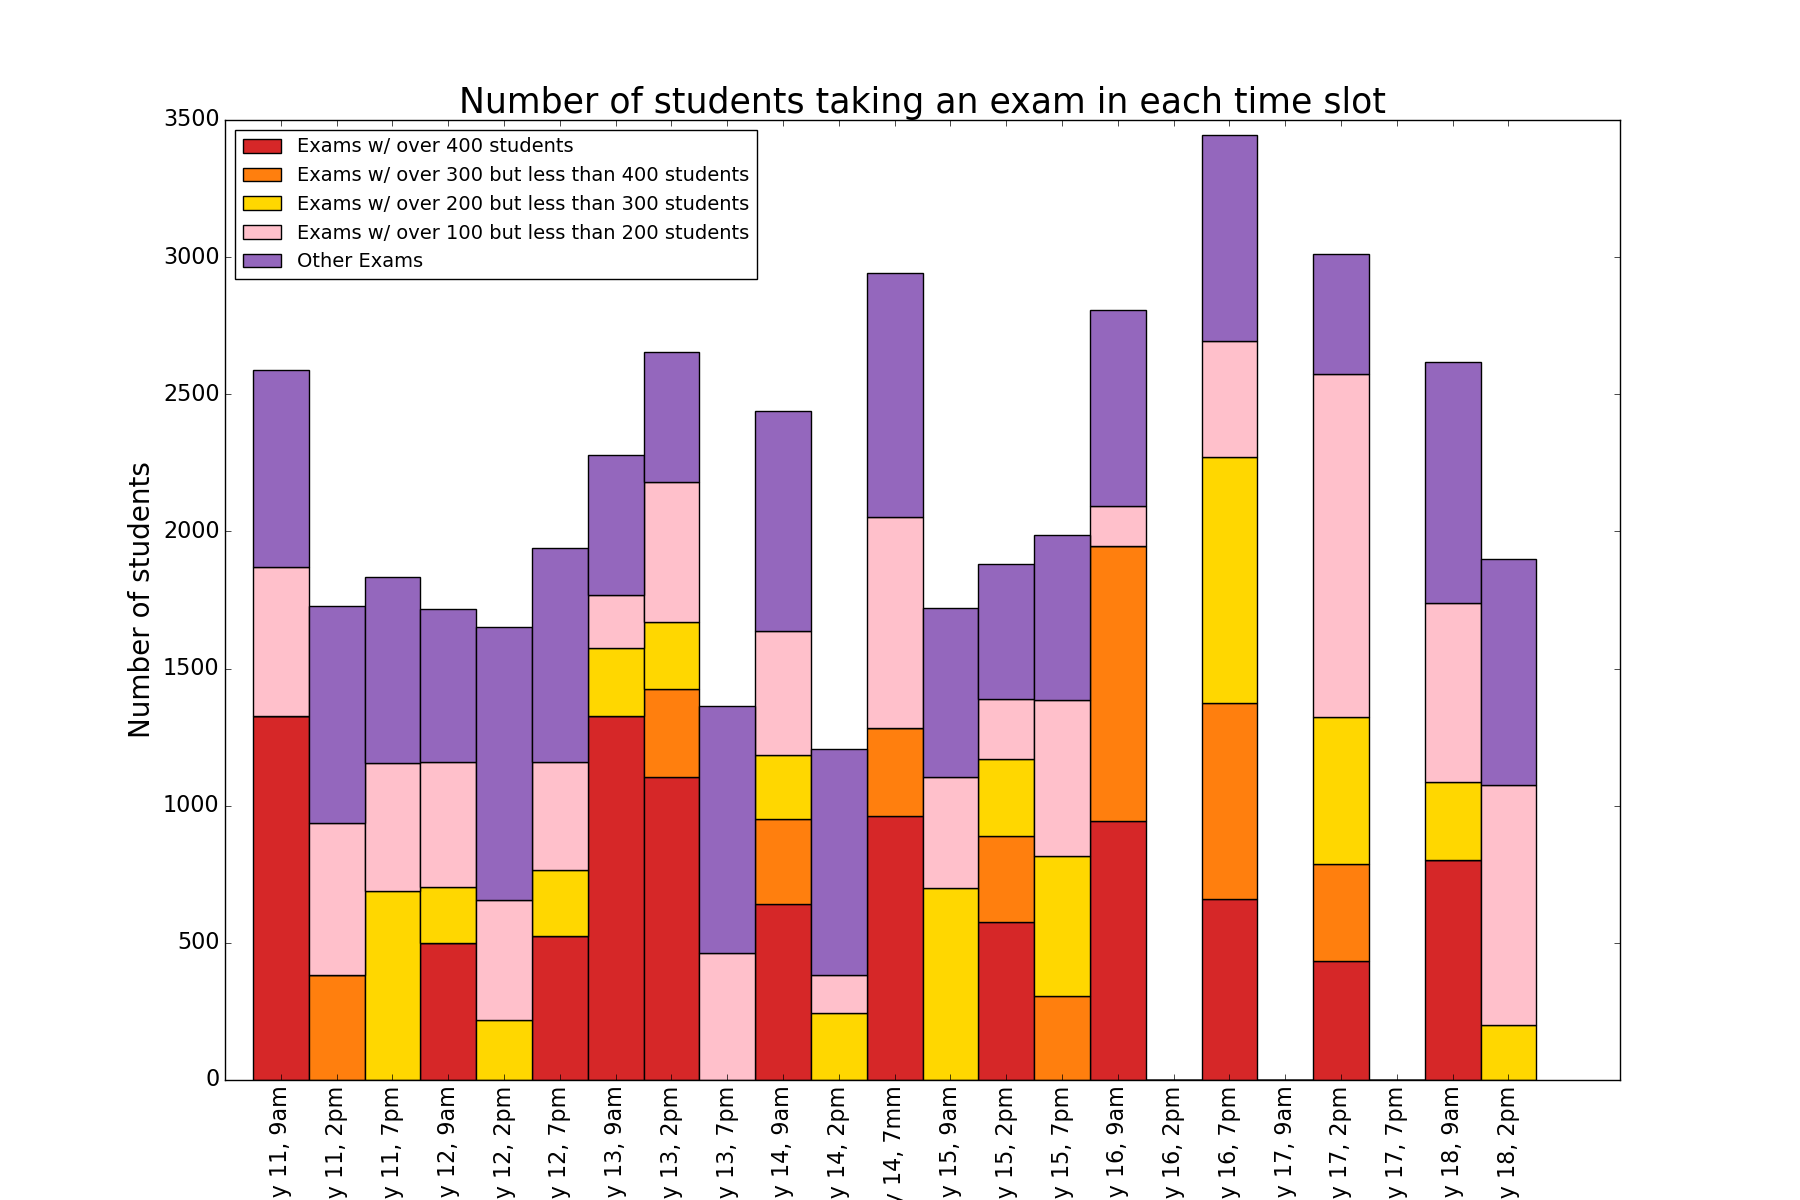 Number of students taking an exam in each time slot
3500
3000
2500
2000
1500
1000
500
0
Number of students
Exams w/ over 400 students
Exams w/ over 300 but less than 400 students
Exams w/ over 200 but less than 300 students
Exams w/ over 100 but less than 200 students
Other Exams
y 11, 9am
y 11, 2pm
y 11, 7pm
y 12, 9am
y 12, 2pm
y 12, 7pm
y 13, 9am
y 13, 2pm
y 13, 7pm
y 14, 9am
y 14, 2pm
y 14, 7mm
y 15, 9am
y 15, 2pm
y 15, 7pm
y 16, 9am
y 16, 2pm
y 16, 7pm
y 17, 9am
y 17, 2pm
y 17, 7pm
y 18, 9am
y 18, 2pm